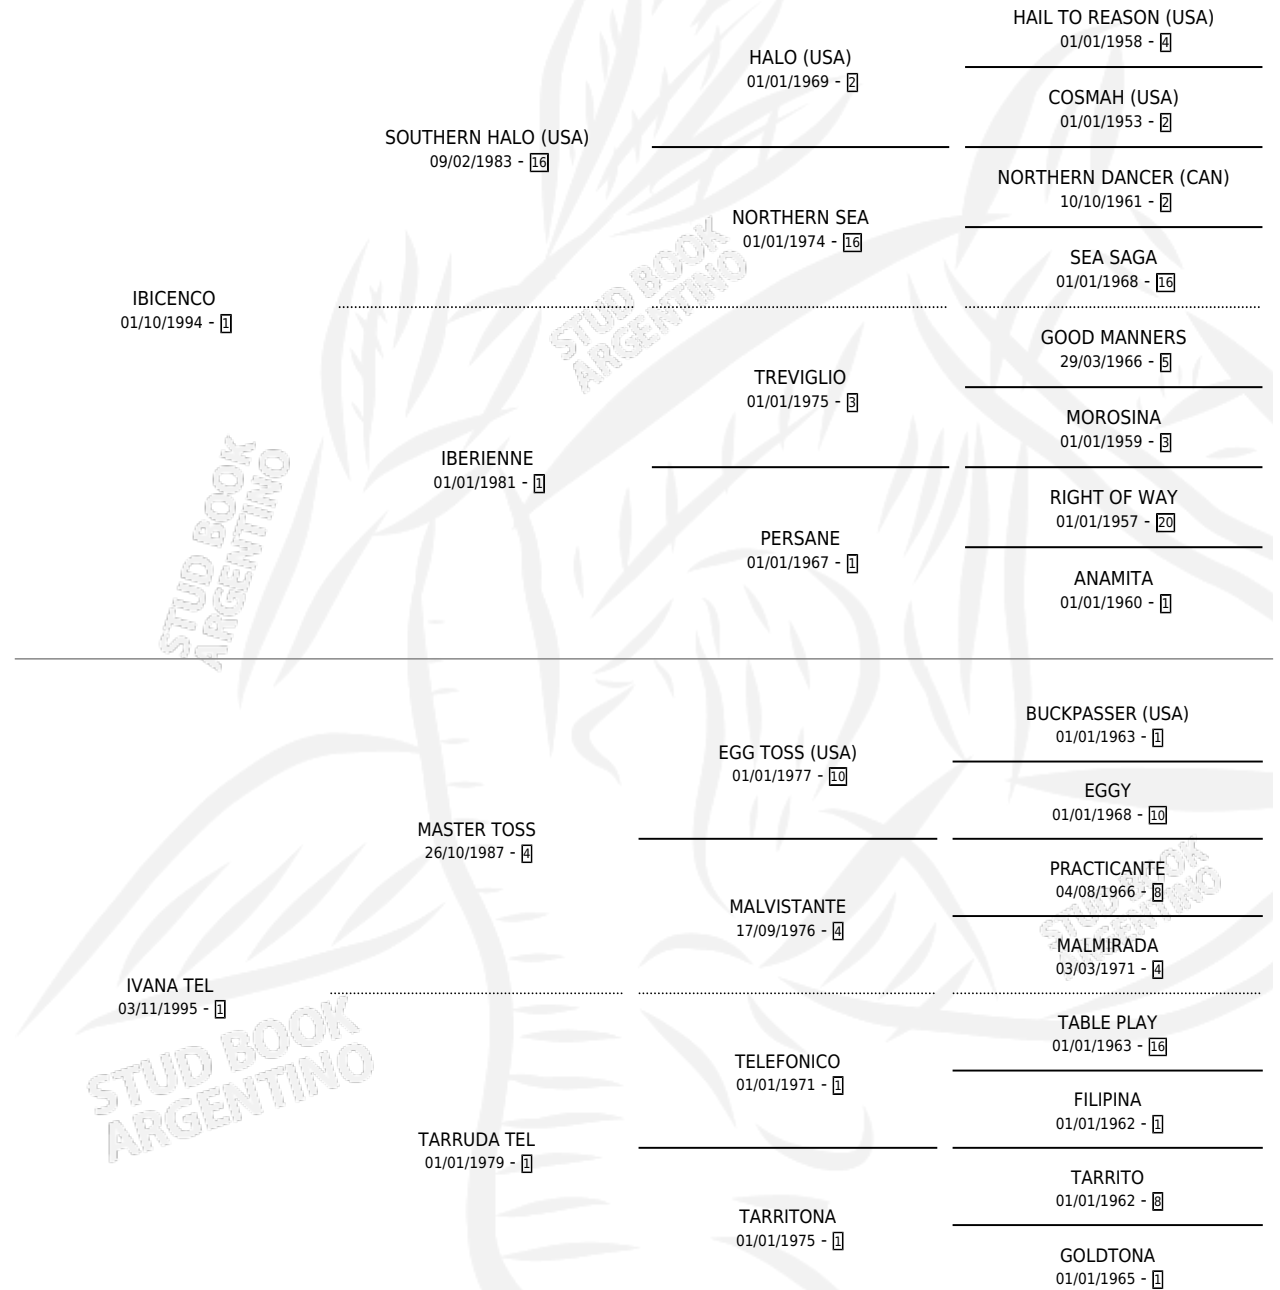 HAIL TO REASON (USA)
01/01/1958 - 4
HALO (USA)
01/01/1969 - 2
COSMAH (USA)
01/01/1953 - 2
SOUTHERN HALO (USA)
09/02/1983 - 16
NORTHERN DANCER (CAN)
10/10/1961 - 2
NORTHERN SEA
01/01/1974 - 16
SEA SAGA
01/01/1968 - 16
IBICENCO
01/10/1994 - 1
STUD BOOK
ARGENTINO
GOOD MANNERS
29/03/1966 - 5
TREVIGLIO
01/01/1975 - 3
MOROSINA
01/01/1959 - 3
IBERIENNE
01/01/1981 - 1
RIGHT OF WAY
01/01/1957 - 20
PERSANE
01/01/1967 - 1
ANAMITA
01/01/1960 - 1
STUD BOOK
ARGENTINO
BUCKPASSER (USA)
01/01/1963 - 1
EGG TOSS (USA)
01/01/1977 - 10
EGGY
01/01/1968 - 10
MASTER TOSS
26/10/1987 - 4
PRACTICANTE
04/08/1966 - 8
MALVISTANTE
17/09/1976 - 4
MALMIRADA
03/03/1971 - 4
STUD BOOK
ARGENTINO
IVANA TEL
03/11/1995 - 1
STUD BOOK
ARGENTINO
TABLE PLAY
01/01/1963 - 16
TELEFONICO
01/01/1971 - 1
FILIPINA
01/01/1962 - 1
TARRUDA TEL
01/01/1979 - 1
TARRITO
01/01/1962 - 8
TARRITONA
01/01/1975 - 1
GOLDTONA
01/01/1965 - 1